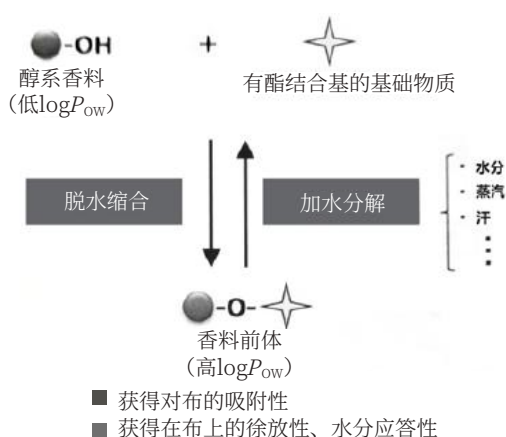 -OH + 
醇系香料
（低logP_OW）
有酯结合基的基础物质
脱水缩合
加水分解
· 水分
· 蒸汽
· 汗
-O-
香料前体
（高logP_OW）
■ 获得对布的吸附性
■ 获得在布上的徐放性、水分应答性